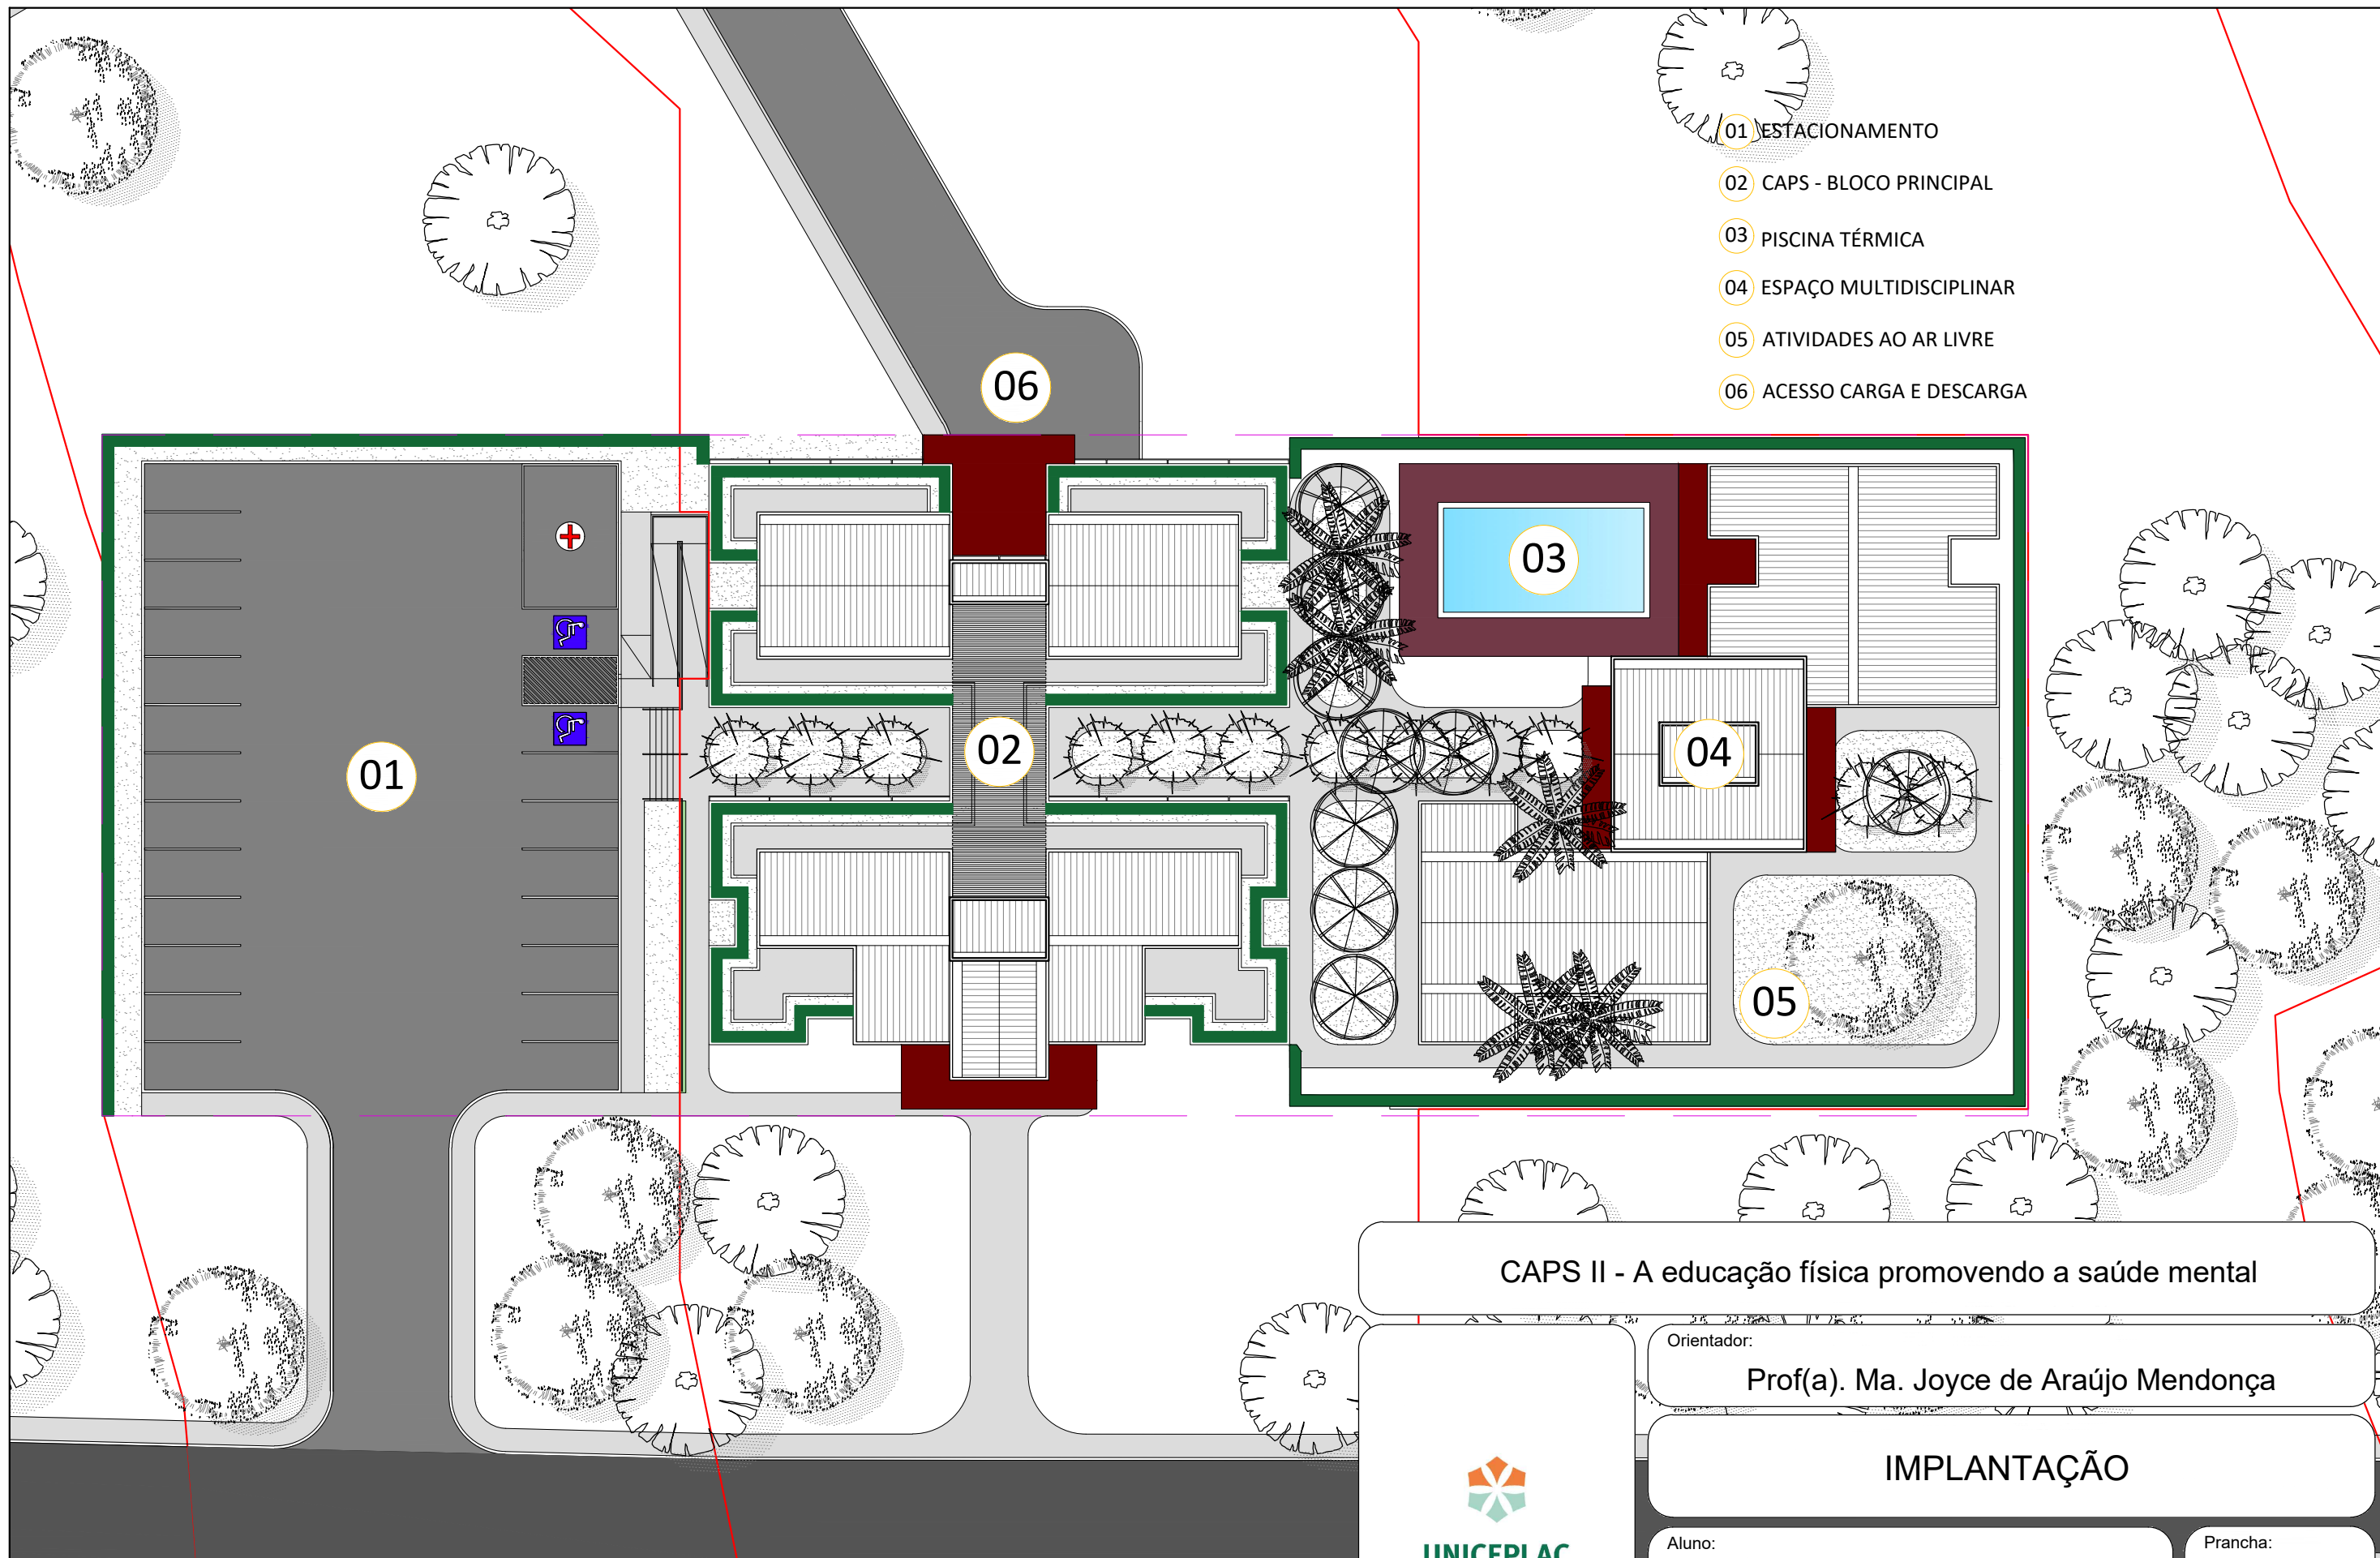 01 ESTACIONAMENTO
02 CAPS - BLOCO PRINCIPAL
03 PISCINA TÉRMICA
04 ESPAÇO MULTIDISCIPLINAR
05 ATIVIDADES AO AR LIVRE
06 ACESSO CARGA E DESCARGA
06
03
02
04
01
05
CAPS II - A educação física promovendo a saúde mental
Orientador:
Prof(a). Ma. Joyce de Araújo Mendonça
IMPLANTAÇÃO
UNICEPLAC
Aluno:
Prancha: